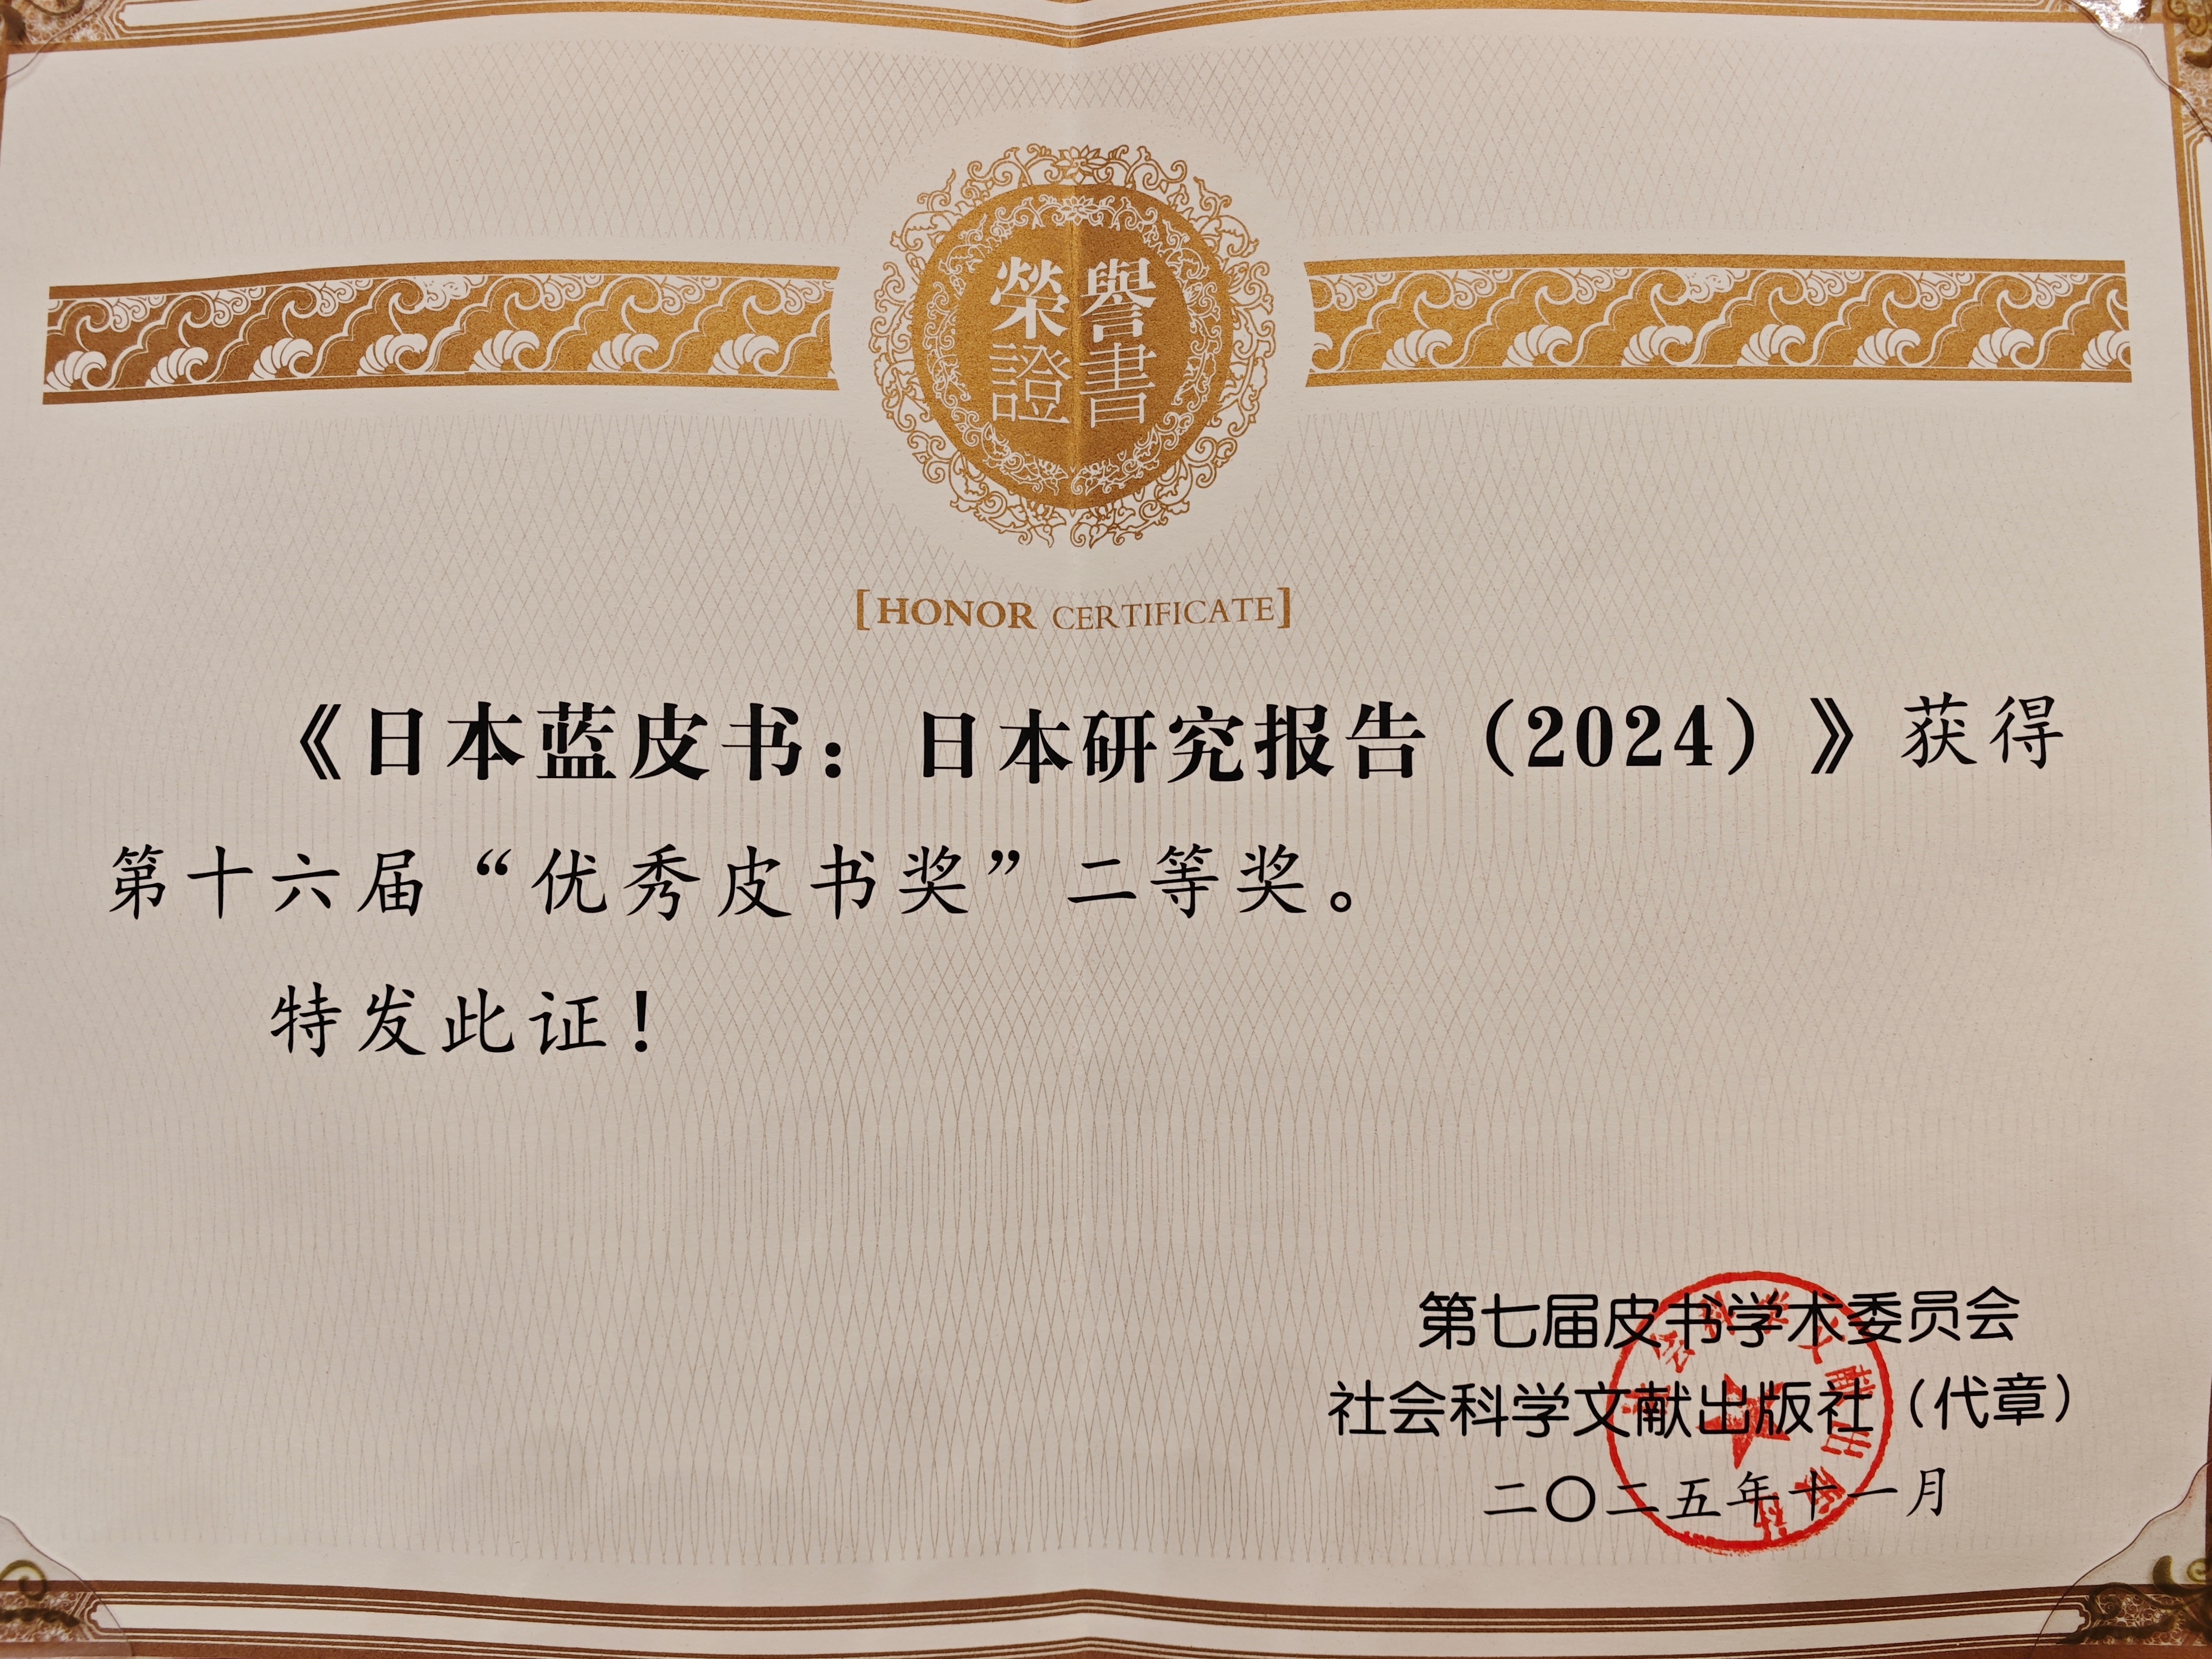 榮譽
證書
[HONOR CERTIFICATE]
《日本蓝皮书：日本研究报告（2024）》获得
第十六届“优秀皮书奖”二等奖。
特发此证！
第七届皮书学术委员会
社会科学文献出版社（代章）
二〇二五年十一月